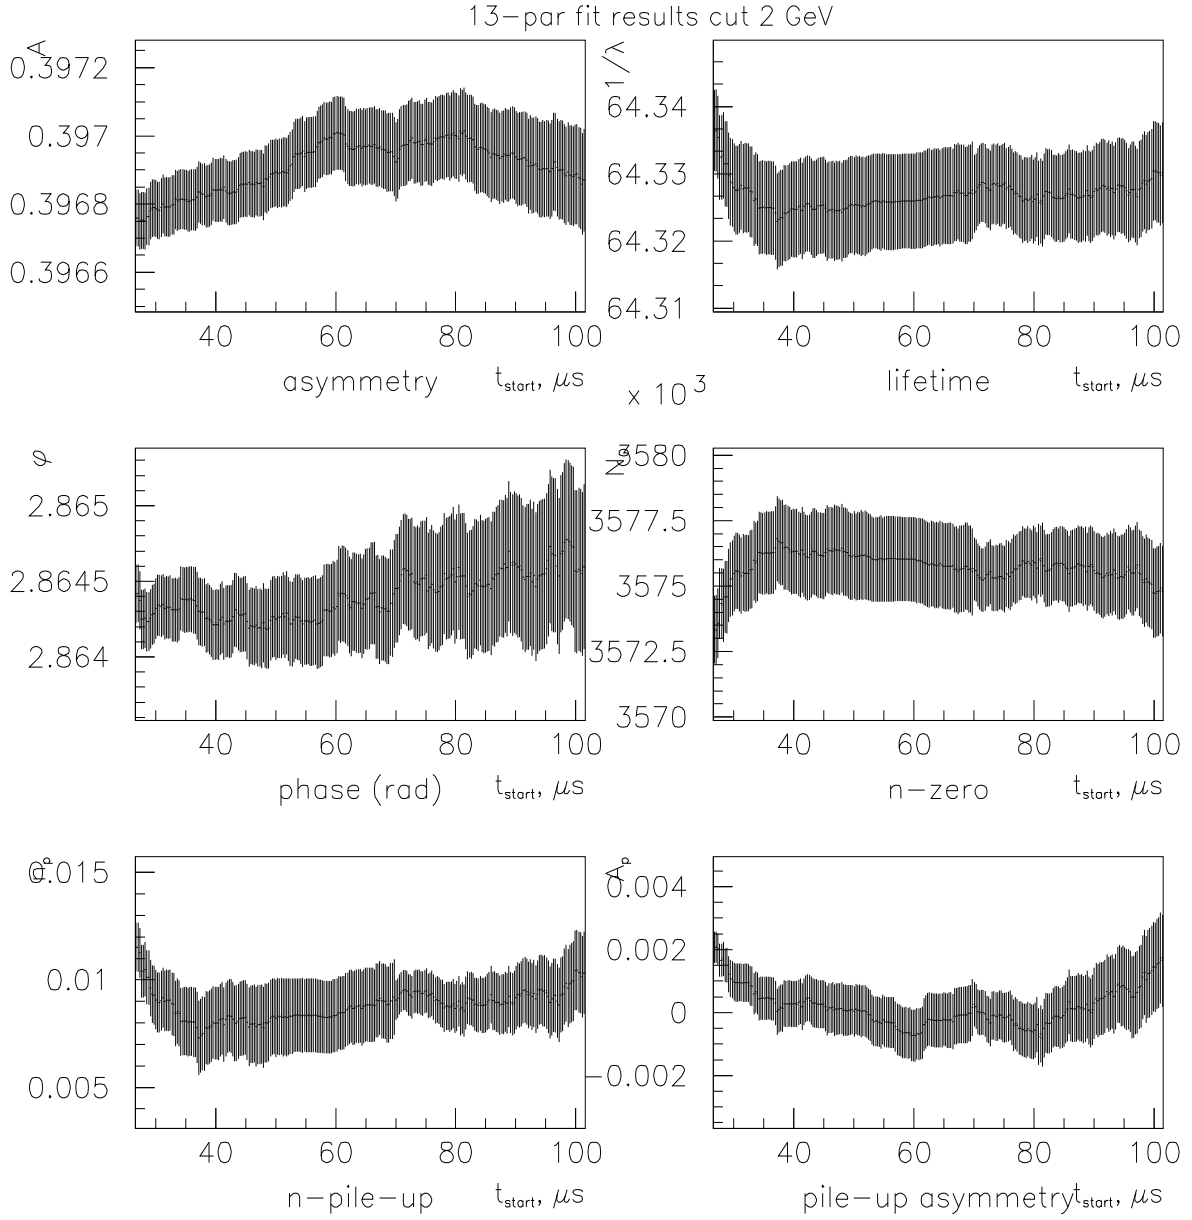 13-par fit results cut 2 GeV
A
0.3972
0.397
0.3968
0.3966
40 60 80 100
asymmetry
t_start, μs
1/λ
64.34
64.33
64.32
64.31
40 60 80 100
lifetime
t_start, μs
φ
2.865
2.8645
2.864
40 60 80 100
phase (rad)
t_start, μs
x 10^3
3580
3577.5
3575
3572.5
3570
40 60 80 100
n-zero
t_start, μs
0.015
0.01
0.005
40 60 80 100
n-pile-up
t_start, μs
A_p
0.004
0.002
0
-0.002
40 60 80 100
pile-up asymmetry
t_start, μs